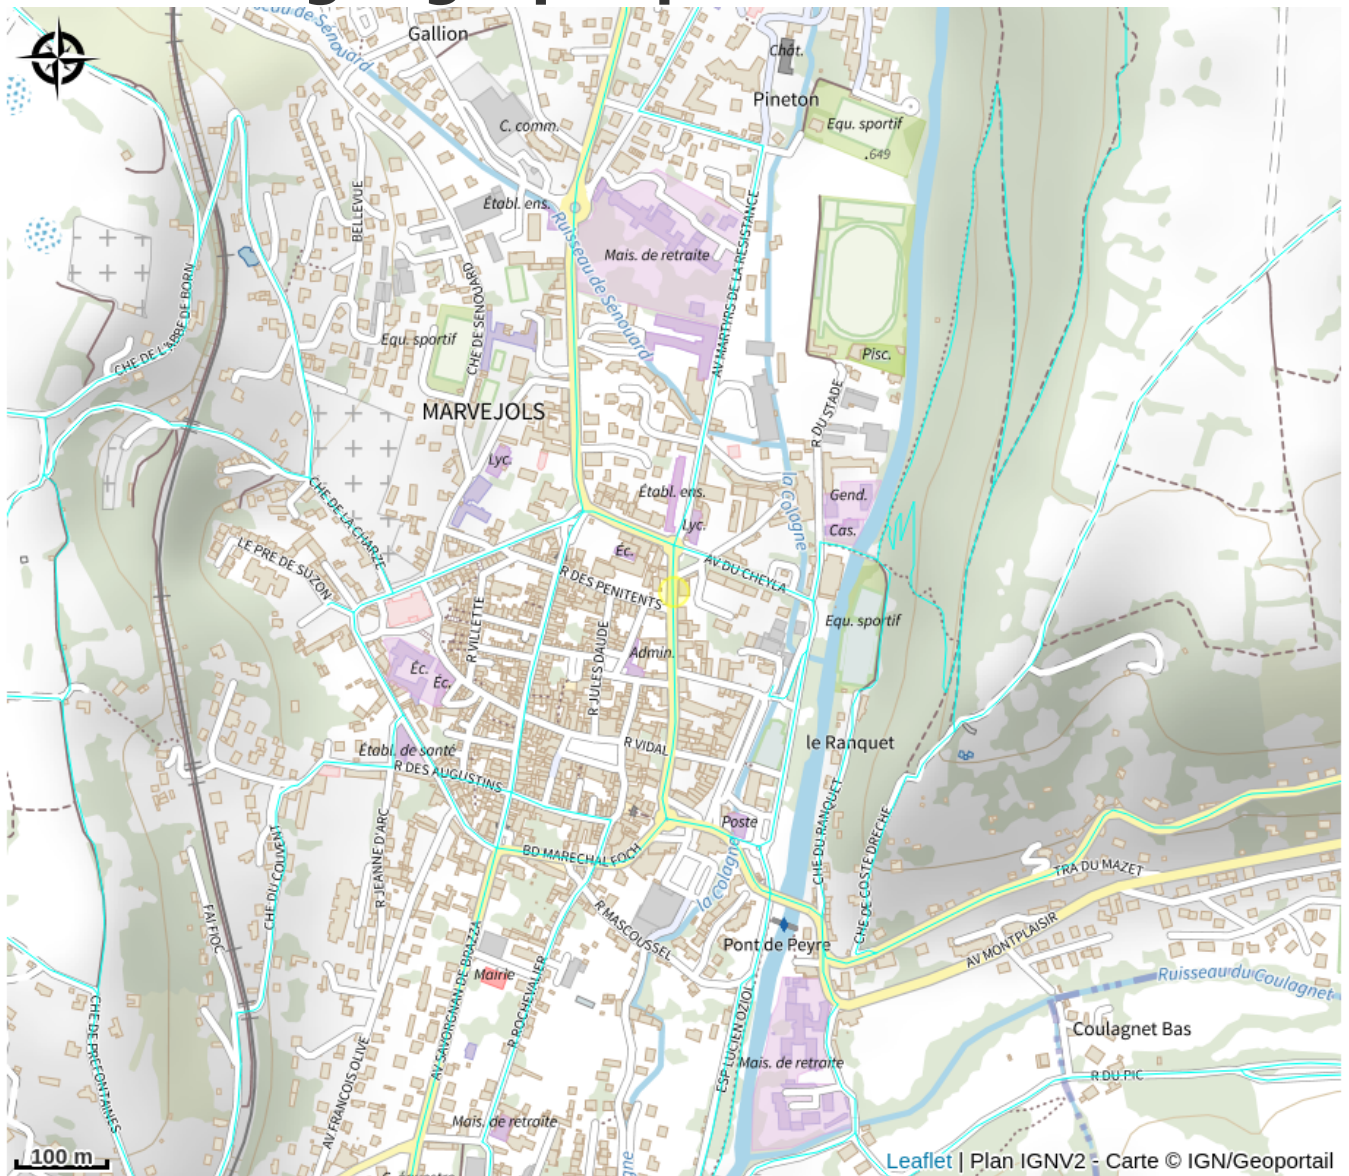 Gallion
Ruisseau de Sénouard
Chât.
Pineton
C. comm.
Equ. sportif
.649
BELLEVUE
Établ. ens.
Ruisseau de Sénouard
Mais. de retraite
AV MARTYRS DE LA RESISTANCE
CHE DE L'ABBE DE BORN
CHE DE SENOUARD
Equ. sportif
Pisc.
MARVEJOLS
R DU STADE
Lyc.
Établ. ens.
la Colagne
Gend.
Lyc.
Cas.
CHE DE LA CHARZE
LE PRE DE SUZON
Éc.
AV DU CHEYLA
R DES PENITENTS
R VILLETTE
R JULES DAUDE
Equ. sportif
Admin.
Éc.
Éc.
R VIDAL
le Ranquet
Établ. de santé
R DES AUGUSTINS
Poste
CHE DU RANQUET
CHE DE COSTE DRECHE
CHE DU COUVENT
R JEANNE D'ARC
BD MARECHAL FOCH
la Colagne
TRA DU MAZET
FAI FIOC
R MASCOUSSEL
Pont de Peyre
AV MONTPLAISIR
Mairie
AV SAVORGNAN DE BRAZZA
R ROCHEVALIER
ESP LUCIEN OZIOL
Ruisseau du Coulagnet
Coulagnet Bas
CHE DE PREFONTAINES
AV FRANCOIS OLIVE
Mais. de retraite
R DU PIC
Mais. de retraite
100 m
Leaflet | Plan IGNV2 - Carte © IGN/Geoportail